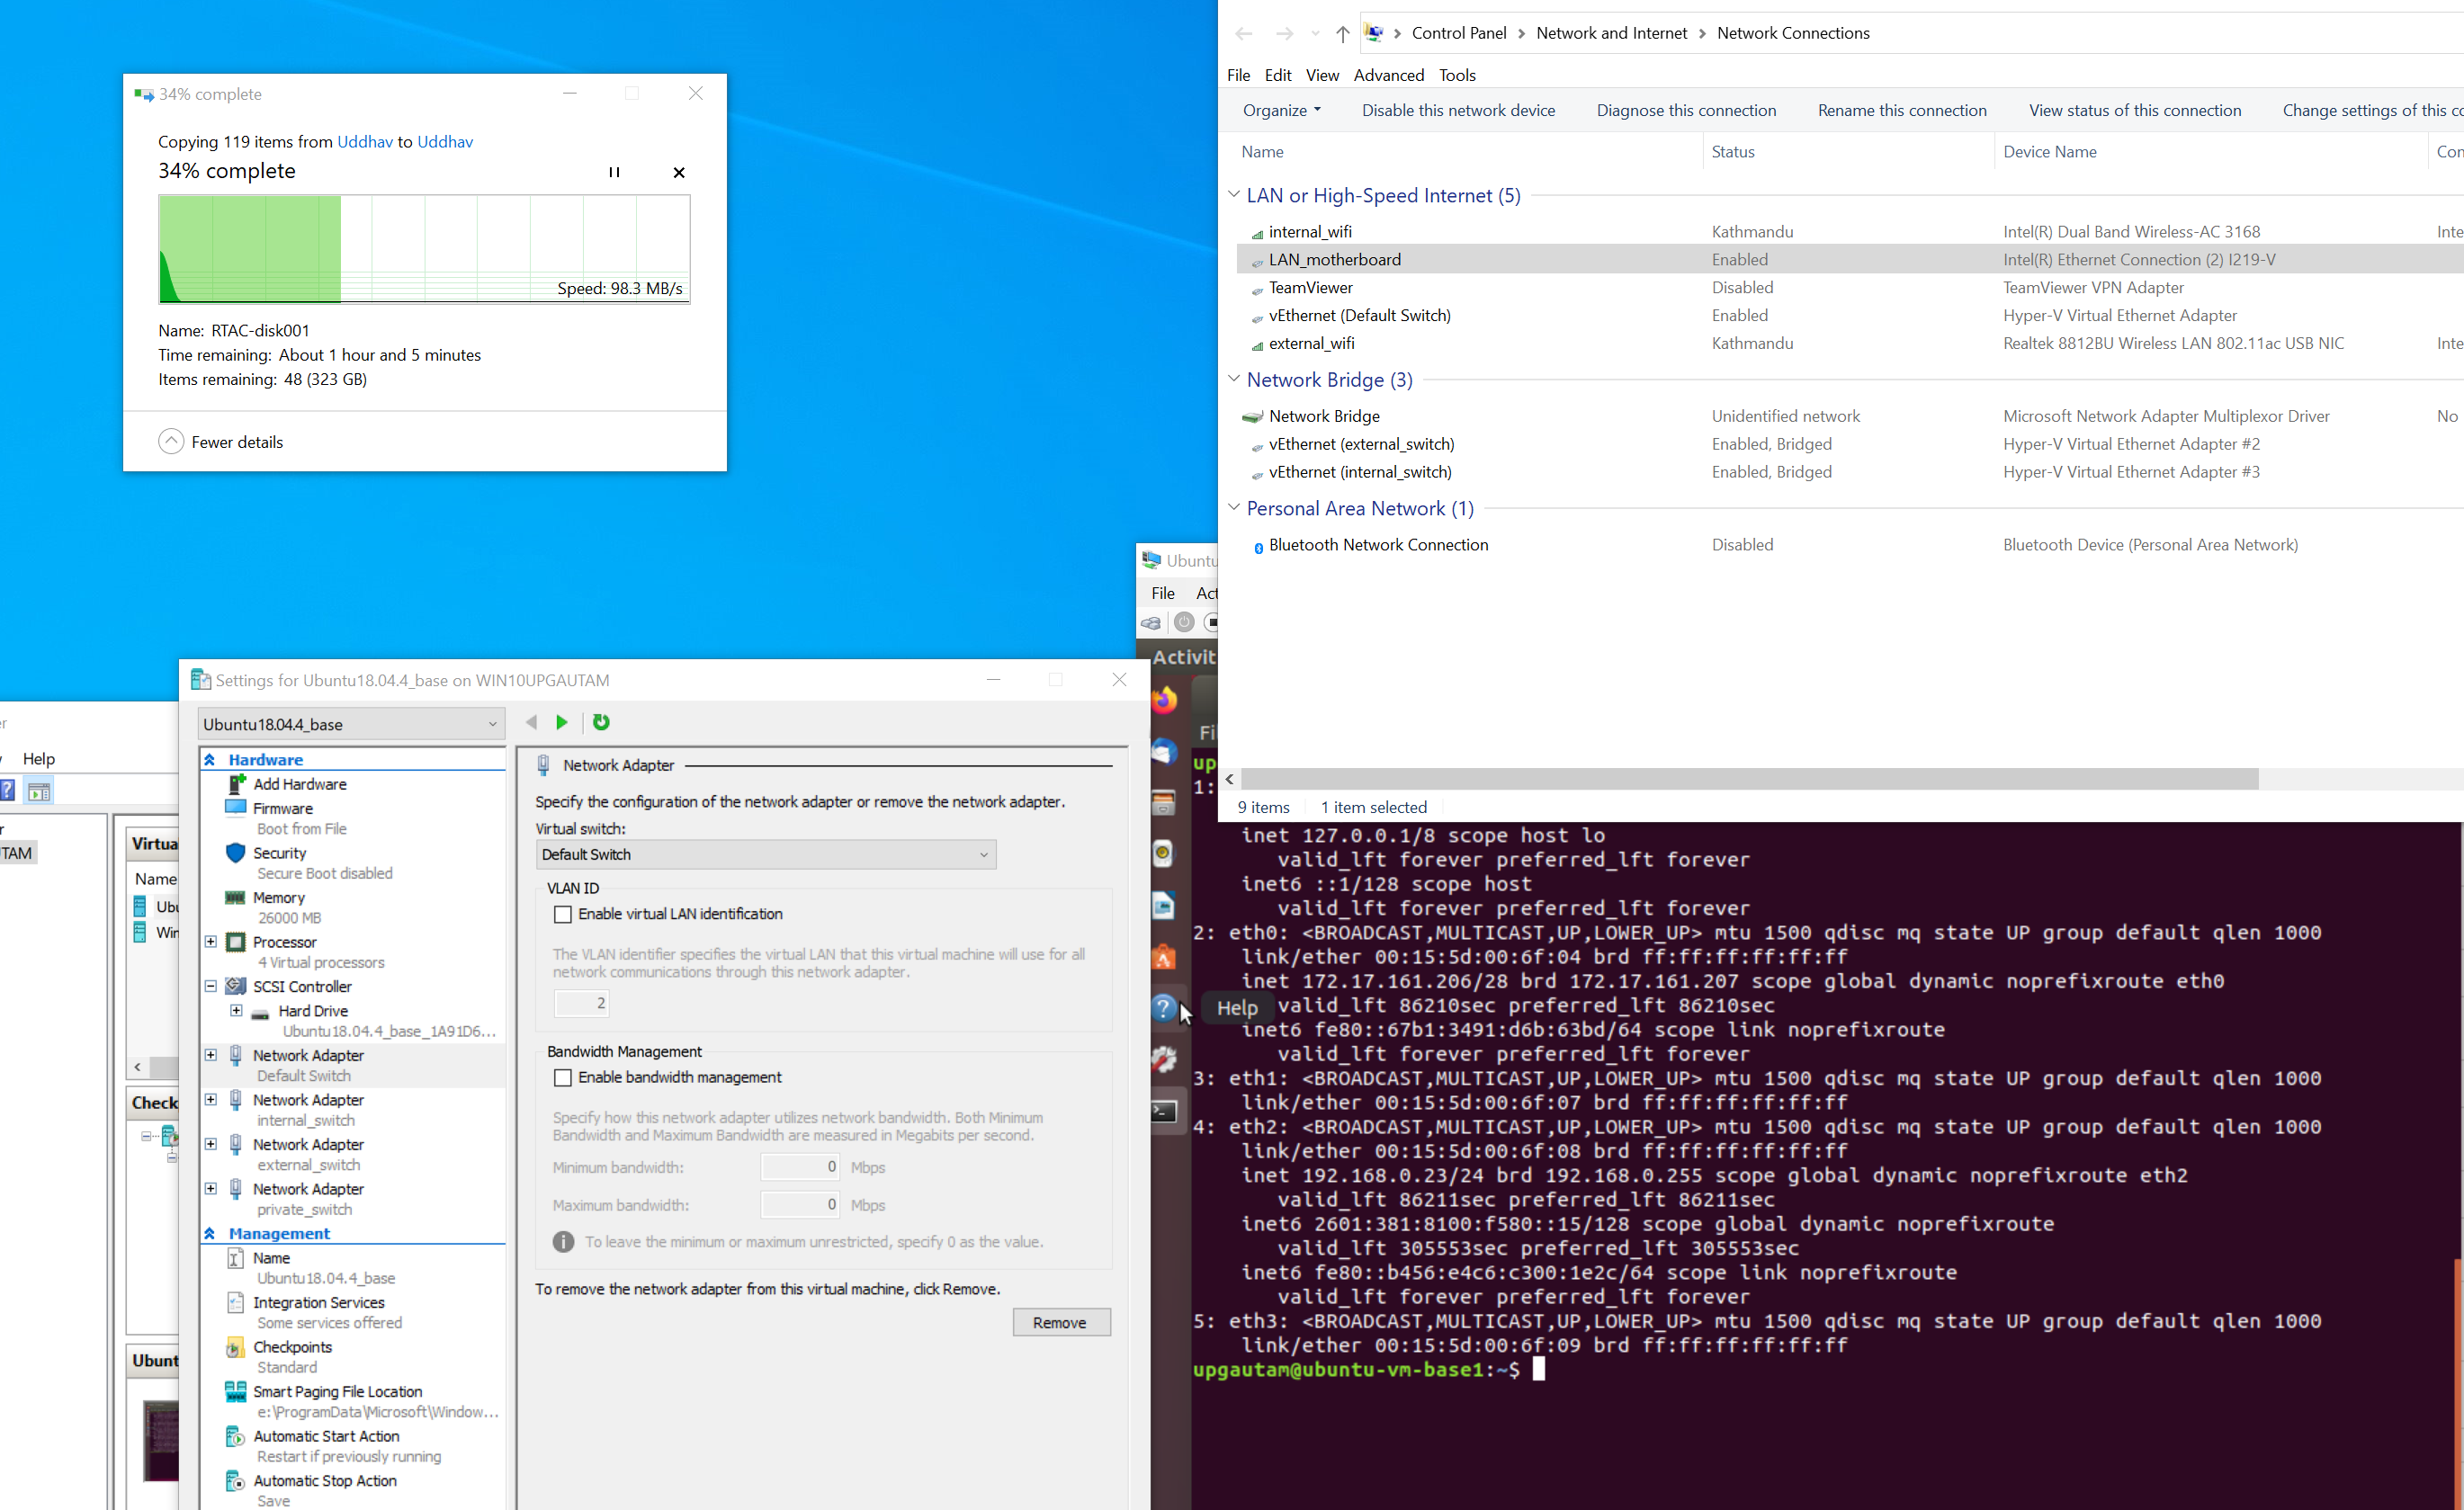 34% complete
Copying 119 items from Uddhav to Uddhav
34% complete
Speed: 98.3 MB/s
Name: RTAC-disk001
Time remaining: About 1 hour and 5 minutes
Items remaining: 48 (323 GB)
Fewer details
Control Panel > Network and Internet > Network Connections
File Edit View Advanced Tools
Organize Disable this network device Diagnose this connection Rename this connection View status of this connection Change settings of this
Name Status Device Name
LAN or High-Speed Internet (5)
internal_wifi Kathmandu Intel(R) Dual Band Wireless-AC 3168
LAN_motherboard Enabled Intel(R) Ethernet Connection (2) I219-V
TeamViewer Disabled TeamViewer VPN Adapter
vEthernet (Default Switch) Enabled Hyper-V Virtual Ethernet Adapter
external_wifi Kathmandu Realtek 8812BU Wireless LAN 802.11ac USB NIC
Network Bridge (3)
Network Bridge Unidentified network Microsoft Network Adapter Multiplexor Driver No
vEthernet (external_switch) Enabled, Bridged Hyper-V Virtual Ethernet Adapter #2
vEthernet (internal_switch) Enabled, Bridged Hyper-V Virtual Ethernet Adapter #3
Personal Area Network (1)
Bluetooth Network Connection Disabled Bluetooth Device (Personal Area Network)
9 items 1 item selected
Ubuntu
File Act
Activit
Help
Virtua
Name
Ubu
Win
Check
Ubunt
TAM
Settings for Ubuntu18.04.4_base on WIN10UPGAUTAM
Ubuntu18.04.4_base
Hardware
Add Hardware
Firmware
Boot from File
Security
Secure Boot disabled
Memory
26000 MB
Processor
4 Virtual processors
SCSI Controller
Hard Drive
Ubuntu18.04.4_base_1A91D6...
Network Adapter
Default Switch
Network Adapter
internal_switch
Network Adapter
external_switch
Network Adapter
private_switch
Management
Name
Ubuntu18.04.4_base
Integration Services
Some services offered
Checkpoints
Standard
Smart Paging File Location
e:\ProgramData\Microsoft\Window...
Automatic Start Action
Restart if previously running
Automatic Stop Action
Save
Network Adapter
Specify the configuration of the network adapter or remove the network adapter.
Virtual switch:
Default Switch
VLAN ID
Enable virtual LAN identification
The VLAN identifier specifies the virtual LAN that this virtual machine will use for all
network communications through this network adapter.
2
Bandwidth Management
Enable bandwidth management
Specify how this network adapter utilizes network bandwidth. Both Minimum
Bandwidth and Maximum Bandwidth are measured in Megabits per second.
Minimum bandwidth: 0 Mbps
Maximum bandwidth: 0 Mbps
To leave the minimum or maximum unrestricted, specify 0 as the value.
To remove the network adapter from this virtual machine, click Remove.
Remove
Fi
up
1:
inet 127.0.0.1/8 scope host lo
valid_lft forever preferred_lft forever
inet6 ::1/128 scope host
valid_lft forever preferred_lft forever
2: eth0: <BROADCAST,MULTICAST,UP,LOWER_UP> mtu 1500 qdisc mq state UP group default qlen 1000
link/ether 00:15:5d:00:6f:04 brd ff:ff:ff:ff:ff:ff
inet 172.17.161.206/28 brd 172.17.161.207 scope global dynamic noprefixroute eth0
Help valid_lft 86210sec preferred_lft 86210sec
inet6 fe80::67b1:3491:d6b:63bd/64 scope link noprefixroute
valid_lft forever preferred_lft forever
3: eth1: <BROADCAST,MULTICAST,UP,LOWER_UP> mtu 1500 qdisc mq state UP group default qlen 1000
link/ether 00:15:5d:00:6f:07 brd ff:ff:ff:ff:ff:ff
4: eth2: <BROADCAST,MULTICAST,UP,LOWER_UP> mtu 1500 qdisc mq state UP group default qlen 1000
link/ether 00:15:5d:00:6f:08 brd ff:ff:ff:ff:ff:ff
inet 192.168.0.23/24 brd 192.168.0.255 scope global dynamic noprefixroute eth2
valid_lft 86211sec preferred_lft 86211sec
inet6 2601:381:8100:f580::15/128 scope global dynamic noprefixroute
valid_lft 305553sec preferred_lft 305553sec
inet6 fe80::b456:e4c6:c300:1e2c/64 scope link noprefixroute
valid_lft forever preferred_lft forever
5: eth3: <BROADCAST,MULTICAST,UP,LOWER_UP> mtu 1500 qdisc mq state UP group default qlen 1000
link/ether 00:15:5d:00:6f:09 brd ff:ff:ff:ff:ff:ff
upgautam@ubuntu-vm-base1:~$